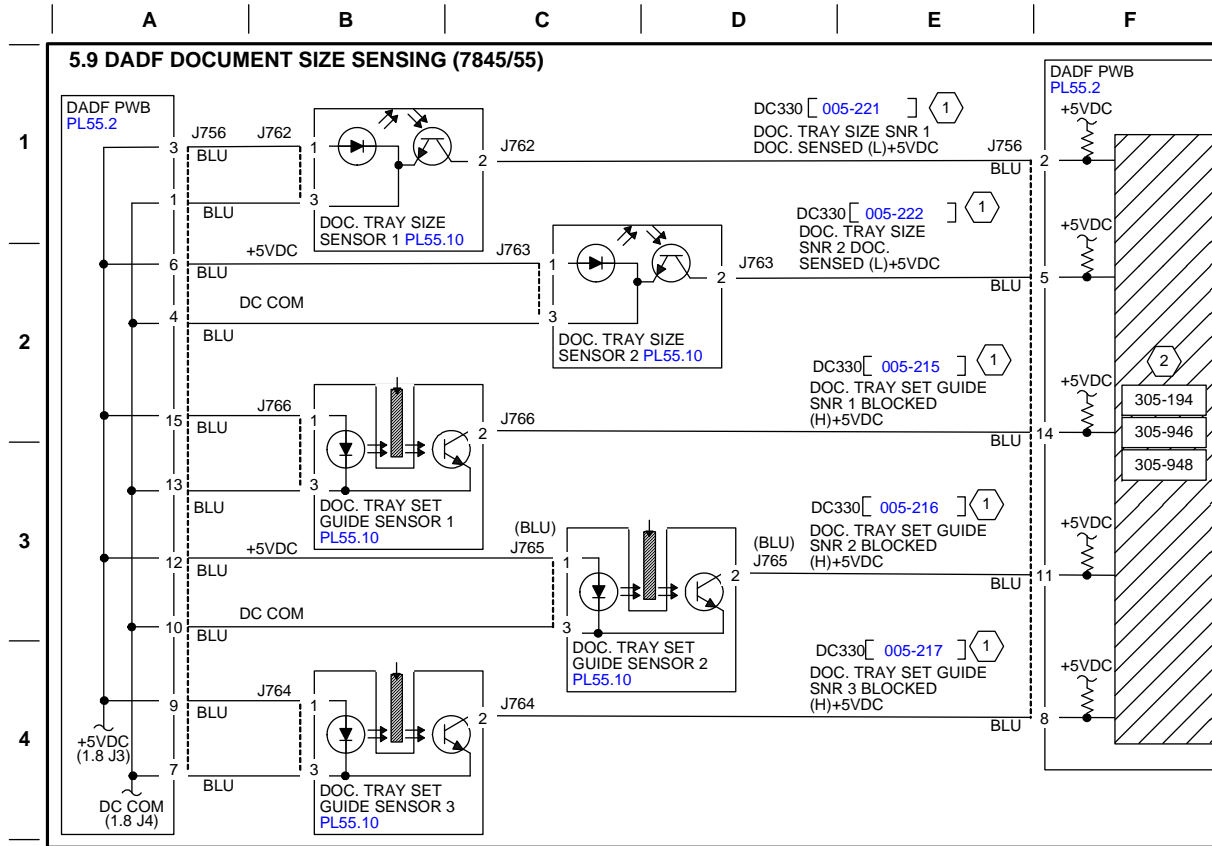 A B C D E F
5.9 DADF DOCUMENT SIZE SENSING (7845/55)
1
DADF PWB
PL55.2
3
J756
BLU
J762
1
2
J762
DOC. TRAY SIZE
SENSOR 1 PL55.10
1
BLU
3
DC330 [ 005-221 ] 1
DOC. TRAY SIZE SNR 1
DOC. SENSED (L)+5VDC
J756
BLU
2
DADF PWB
PL55.2
+5VDC
2
6
BLU
+5VDC
J763
1
2
J763
4
BLU
DC COM
3
DOC. TRAY SIZE
SENSOR 2 PL55.10
DC330 [ 005-222 ] 1
DOC. TRAY SIZE
SNR 2 DOC.
SENSED (L)+5VDC
BLU
5
+5VDC
15
BLU
J766
1
2
J766
13
BLU
3
DOC. TRAY SET
GUIDE SENSOR 1
PL55.10
DC330 [ 005-215 ] 1
DOC. TRAY SET GUIDE
SNR 1 BLOCKED
(H)+5VDC
BLU
14
+5VDC
2
305-194
305-946
305-948
3
12
BLU
+5VDC
(BLU)
J765
1
2
(BLU)
J765
10
BLU
DC COM
3
DOC. TRAY SET
GUIDE SENSOR 2
PL55.10
DC330 [ 005-216 ] 1
DOC. TRAY SET GUIDE
SNR 2 BLOCKED
(H)+5VDC
BLU
11
+5VDC
4
9
BLU
J764
1
2
J764
7
BLU
3
DOC. TRAY SET
GUIDE SENSOR 3
PL55.10
+5VDC
(1.8 J3)
DC COM
(1.8 J4)
DC330 [ 005-217 ] 1
DOC. TRAY SET GUIDE
SNR 3 BLOCKED
(H)+5VDC
BLU
8
+5VDC